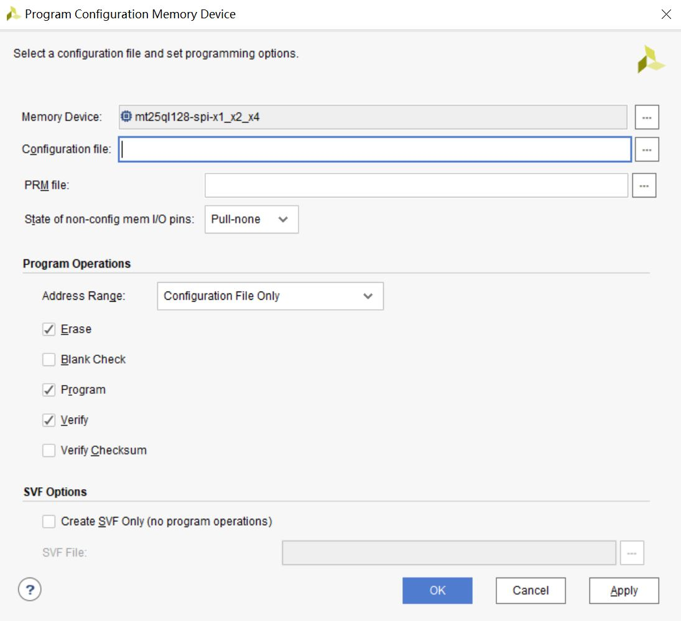 Program Configuration Memory Device
Select a configuration file and set programming options.
Memory Device: mt25ql128-spi-x1_x2_x4 ...
Configuration file: ...
PRM file: ...
State of non-config mem I/O pins: Pull-none
Program Operations
Address Range: Configuration File Only
Erase
Blank Check
Program
Verify
Verify Checksum
SVF Options
Create SVF Only (no program operations)
SVF File: ...
? OK Cancel Apply